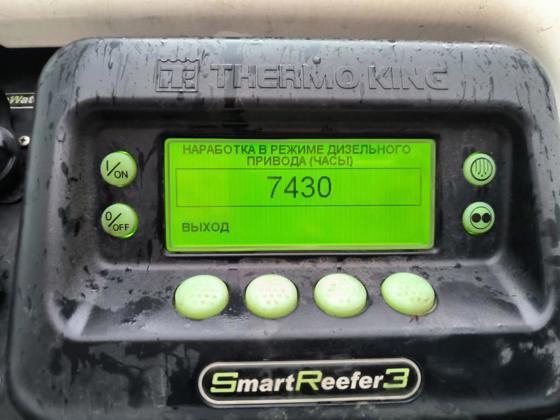 THERMO KING
НАРАБОТКА В РЕЖИМЕ ДИЗЕЛЬНОГО
ПРИВОДА (ЧАСЫ)
I/ON
7430
O/OFF
ВЫХОД
SmartReefer3